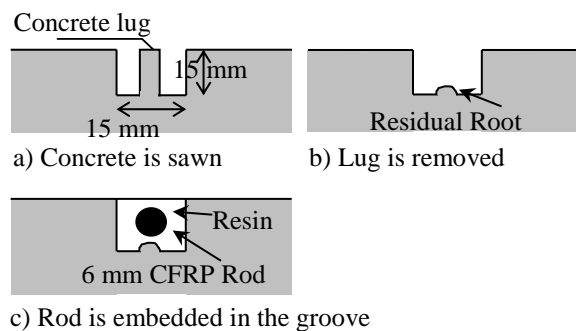 Concrete lug
15 mm
15 mm
a) Concrete is sawn
Residual Root
b) Lug is removed
Resin
6 mm CFRP Rod
c) Rod is embedded in the groove